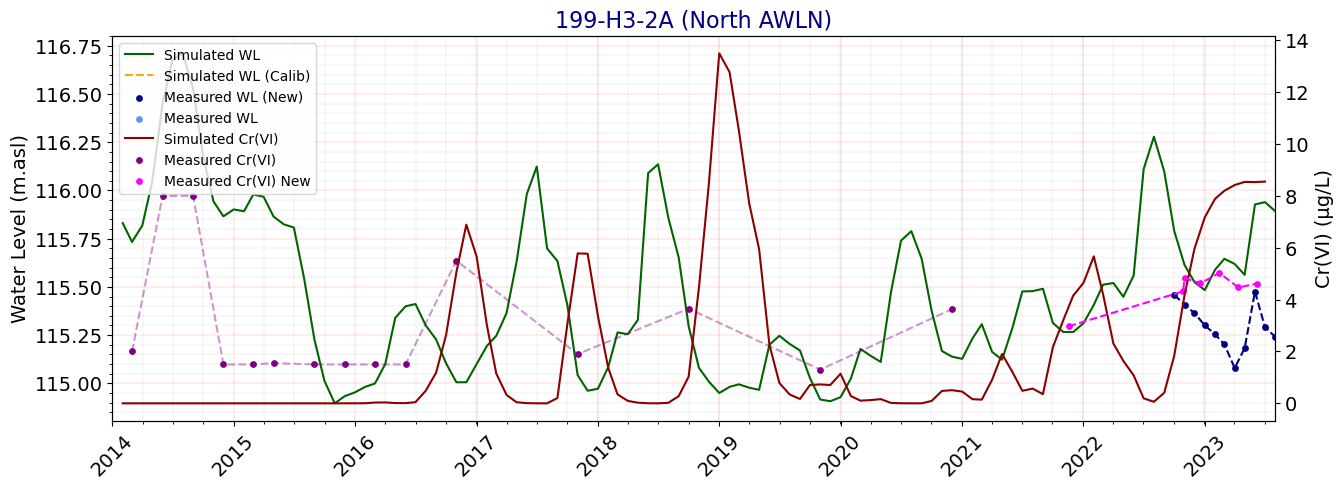 199-H3-2A (North AWLN)
Simulated WL
Simulated WL (Calib)
Measured WL (New)
Measured WL
Simulated Cr(VI)
Measured Cr(VI)
Measured Cr(VI) New
Water Level (m.asl)
116.75
116.50
116.25
116.00
115.75
115.50
115.25
115.00
14
12
10
8
6
4
2
0
Cr(VI) (μg/L)
2014
2015
2016
2017
2018
2019
2020
2021
2022
2023